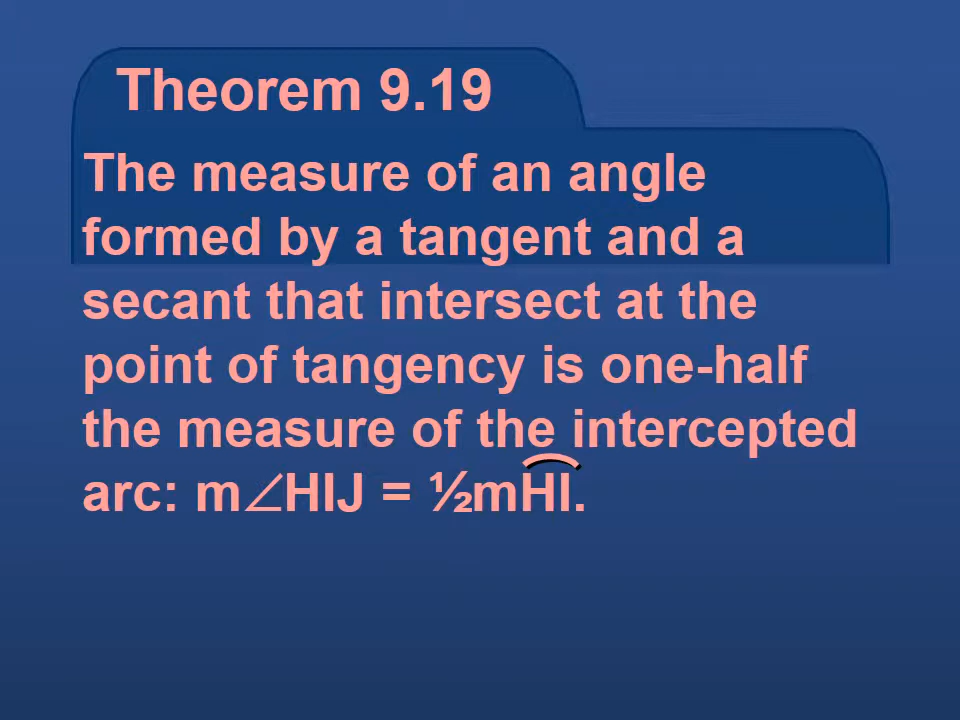 Theorem 9.19
The measure of an angle
formed by a tangent and a
secant that intersect at the
point of tangency is one-half
the measure of the intercepted
arc: m∠HIJ = ½mH͡I.